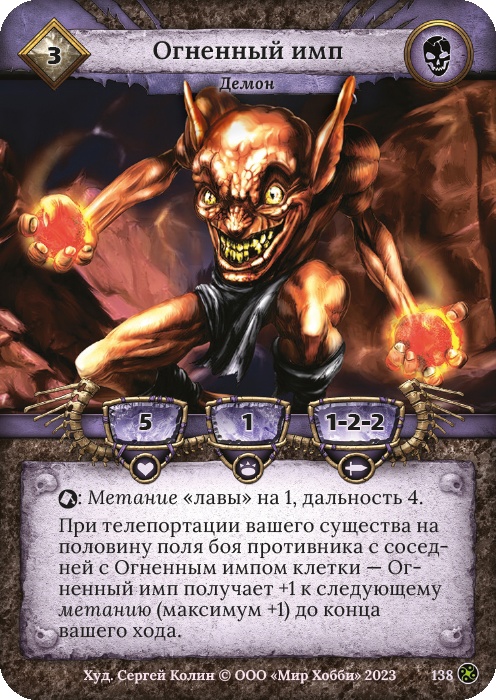 3
Огненный имп
Демон
5
1
1-2-2
: Метание «лавы» на 1, дальность 4.
При телепортации вашего существа на
половину поля боя противника с сосед-
ней с Огненным импом клетки — Ог-
ненный имп получает +1 к следующему
метанию (максимум +1) до конца
вашего хода.
Худ. Сергей Колин © ООО «Мир Хобби» 2023
138